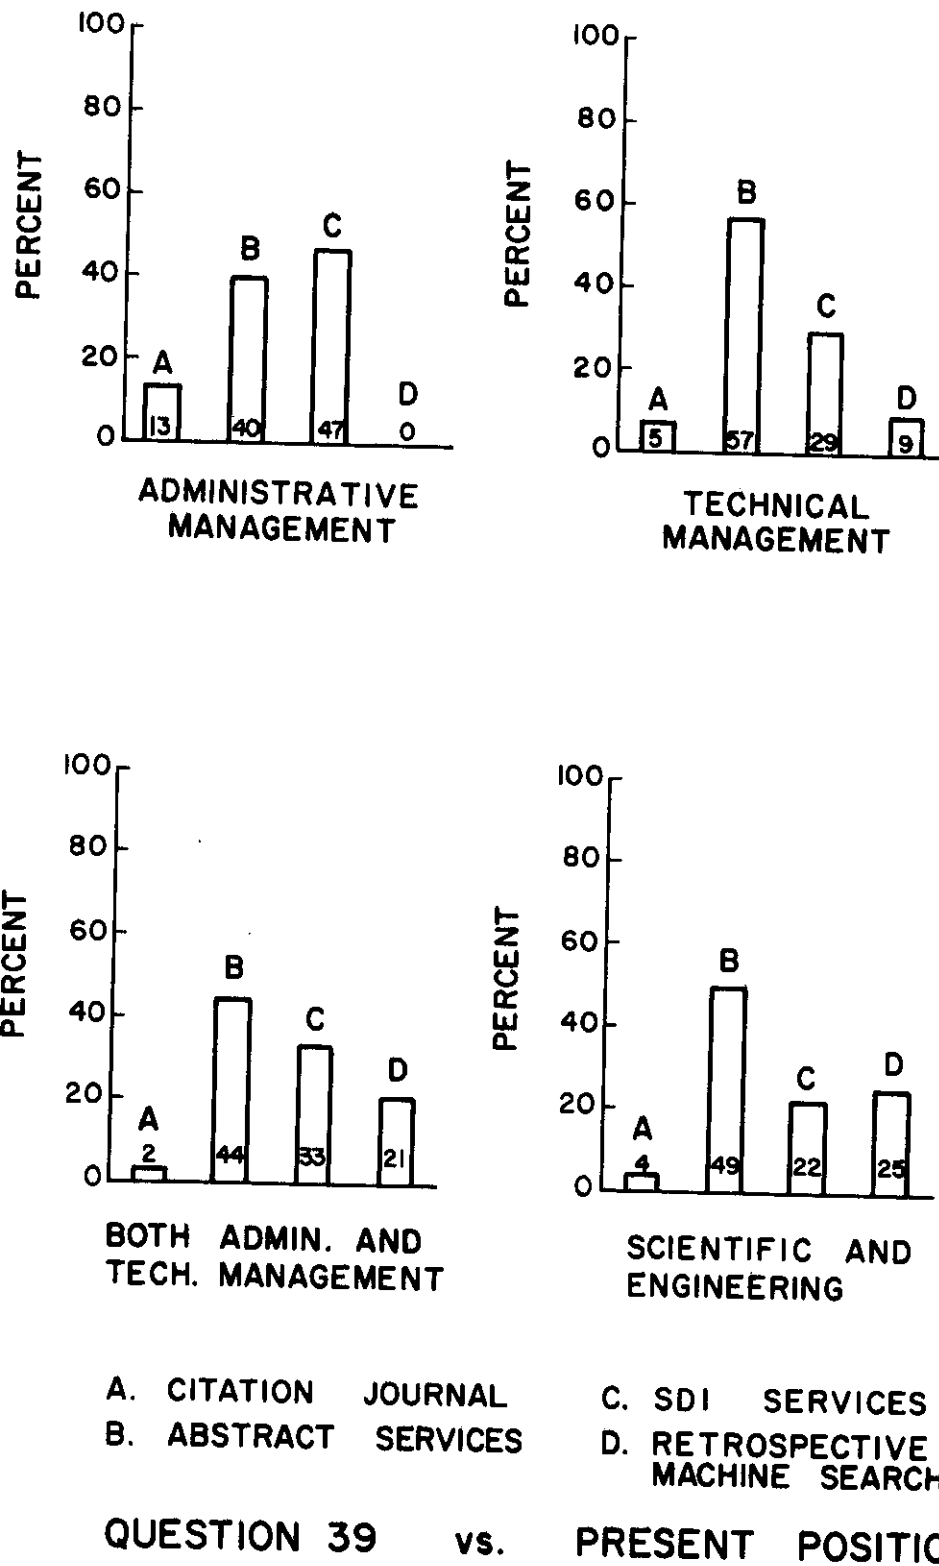 100
80
60
40
20
0
PERCENT
A
B
C
D
13
40
47
0
ADMINISTRATIVE
MANAGEMENT
100
80
60
40
20
0
PERCENT
A
B
C
D
5
57
29
9
TECHNICAL
MANAGEMENT
100
80
60
40
20
0
PERCENT
A
B
C
D
2
44
33
21
BOTH ADMIN. AND
TECH. MANAGEMENT
100
80
60
40
20
0
PERCENT
A
B
C
D
4
49
22
25
SCIENTIFIC AND
ENGINEERING
A. CITATION JOURNAL
B. ABSTRACT SERVICES
C. SDI SERVICES
D. RETROSPECTIVE
MACHINE SEARCH
QUESTION 39 vs. PRESENT POSITIO